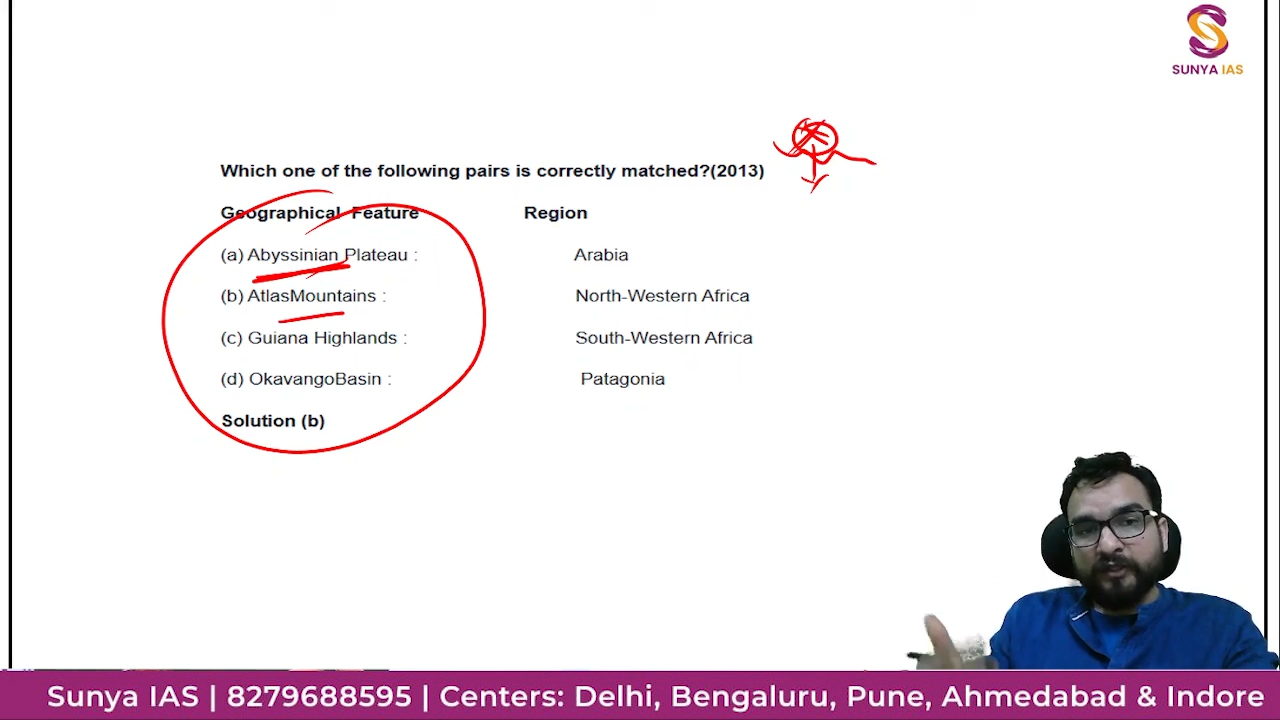 SUNYA IAS
Which one of the following pairs is correctly matched?(2013)
Geographical Feature Region
(a) Abyssinian Plateau : Arabia
(b) AtlasMountains : North-Western Africa
(c) Guiana Highlands : South-Western Africa
(d) OkavangoBasin : Patagonia
Solution (b)
Sunya IAS | 8279688595 | Centers: Delhi, Bengaluru, Pune, Ahmedabad & Indore